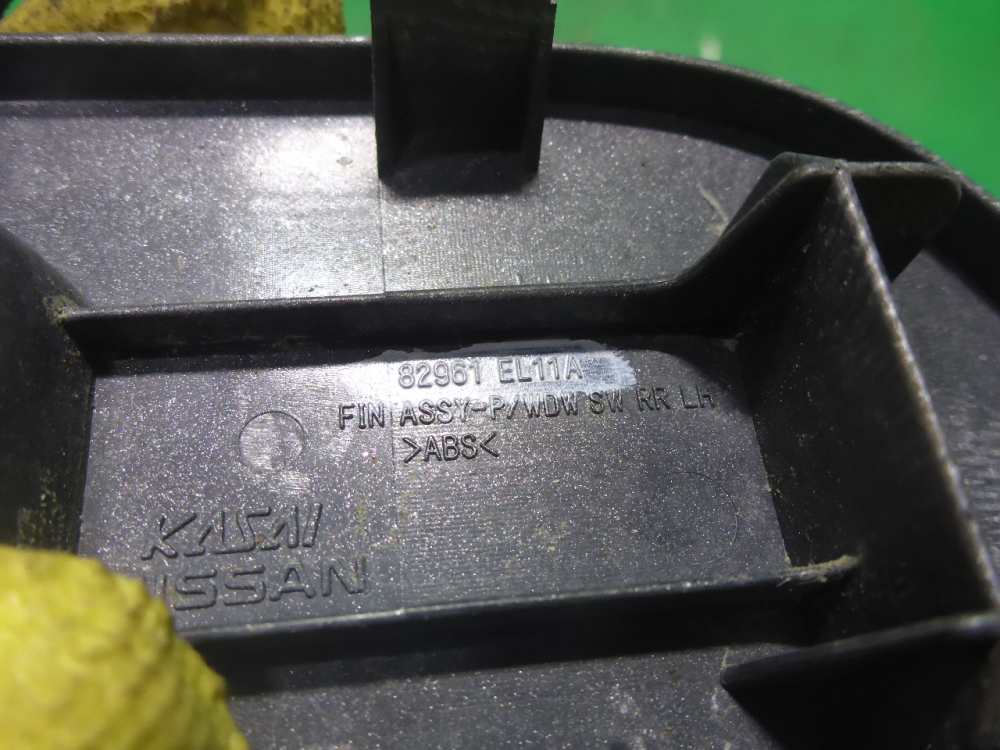 82961 EL11A
FIN ASSY-P/WDW SW RR LH
>ABS<
KASAI
NISSAN